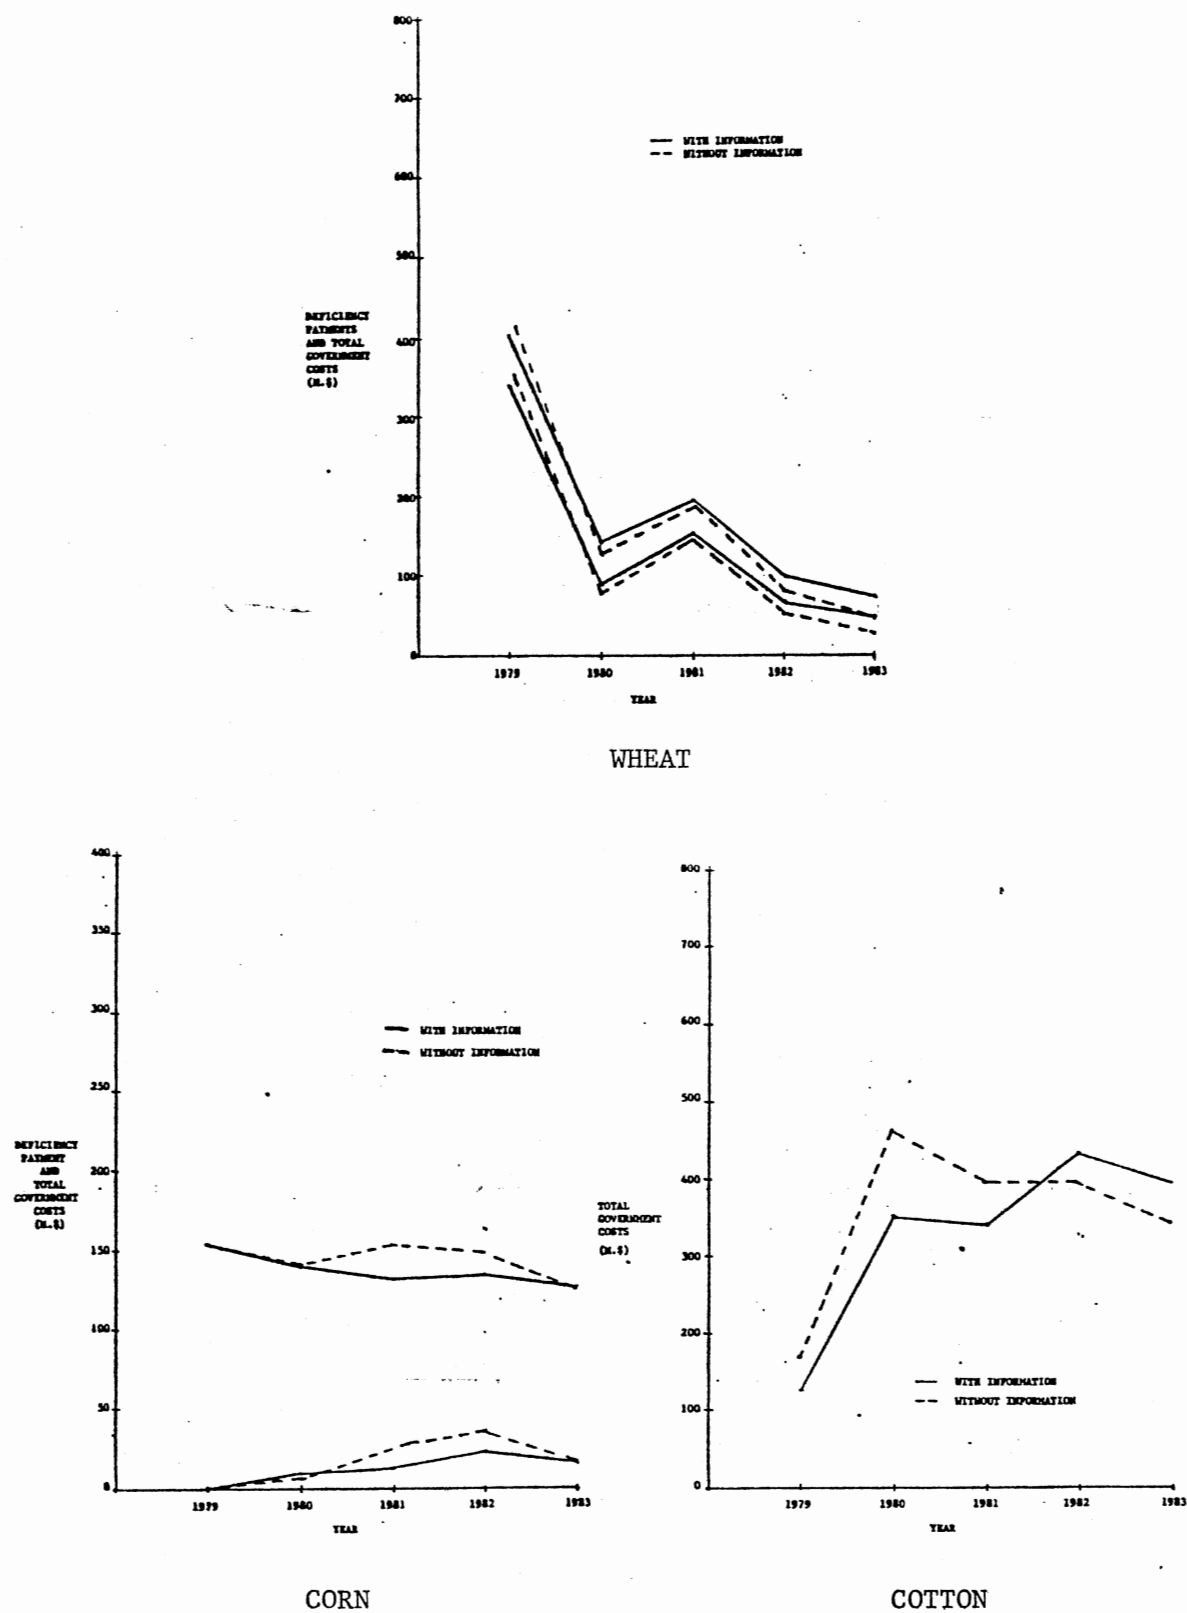 800
700
600
500
400
300
200
100
0
WITH INFORMATION
WITHOUT INFORMATION
DEFICIENCY
PAYMENTS
AND TOTAL
GOVERNMENT
COSTS
(M.$)
1979 1980 1981 1982 1983
YEAR
WHEAT
400
350
300
250
200
150
100
50
0
WITH INFORMATION
WITHOUT INFORMATION
DEFICIENCY
PAYMENT
AND
TOTAL
GOVERNMENT
COSTS
(M.$)
1979 1980 1981 1982 1983
YEAR
CORN
800
700
600
500
400
300
200
100
0
TOTAL
GOVERNMENT
COSTS
(M.$)
WITH INFORMATION
WITHOUT INFORMATION
1979 1980 1981 1982 1983
YEAR
COTTON